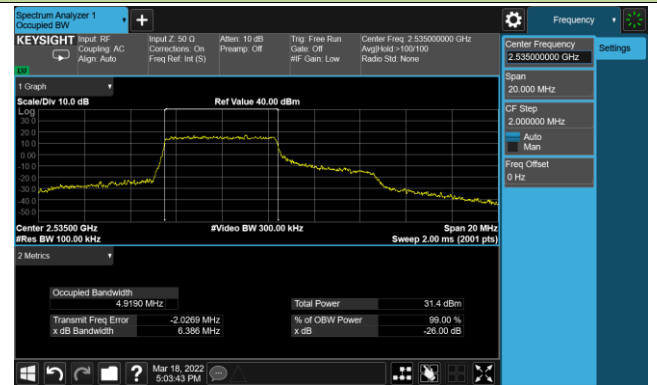 Spectrum Analyzer 1
Occupied BW
+
Frequency
KEYSIGHT
Input: RF
Coupling: AC
Align: Auto
Input Z: 50 Ω
Corrections: On
Freq Ref: Int (S)
Atten: 10 dB
Preamp: Off
Trig: Free Run
Gate: Off
#IF Gain: Low
Center Freq: 2.535000000 GHz
Avg|Hold:>100/100
Radio Std: None
LXI
Center Frequency
2.535000000 GHz
Settings
Span
20.000 MHz
CF Step
2.000000 MHz
Auto
Man
Freq Offset
0 Hz
1 Graph
Scale/Div 10.0 dB
Ref Value 40.00 dBm
Log
30.0
20.0
10.0
0.00
-10.0
-20.0
-30.0
-40.0
-50.0
Center 2.53500 GHz
#Video BW 300.00 kHz
Span 20 MHz
#Res BW 100.00 kHz
Sweep 2.00 ms (2001 pts)
2 Metrics
Occupied Bandwidth
4.9190 MHz
Total Power
31.4 dBm
Transmit Freq Error
-2.0269 MHz
% of OBW Power
99.00 %
x dB Bandwidth
6.386 MHz
x dB
-26.00 dB
?
Mar 18, 2022
5:03:43 PM